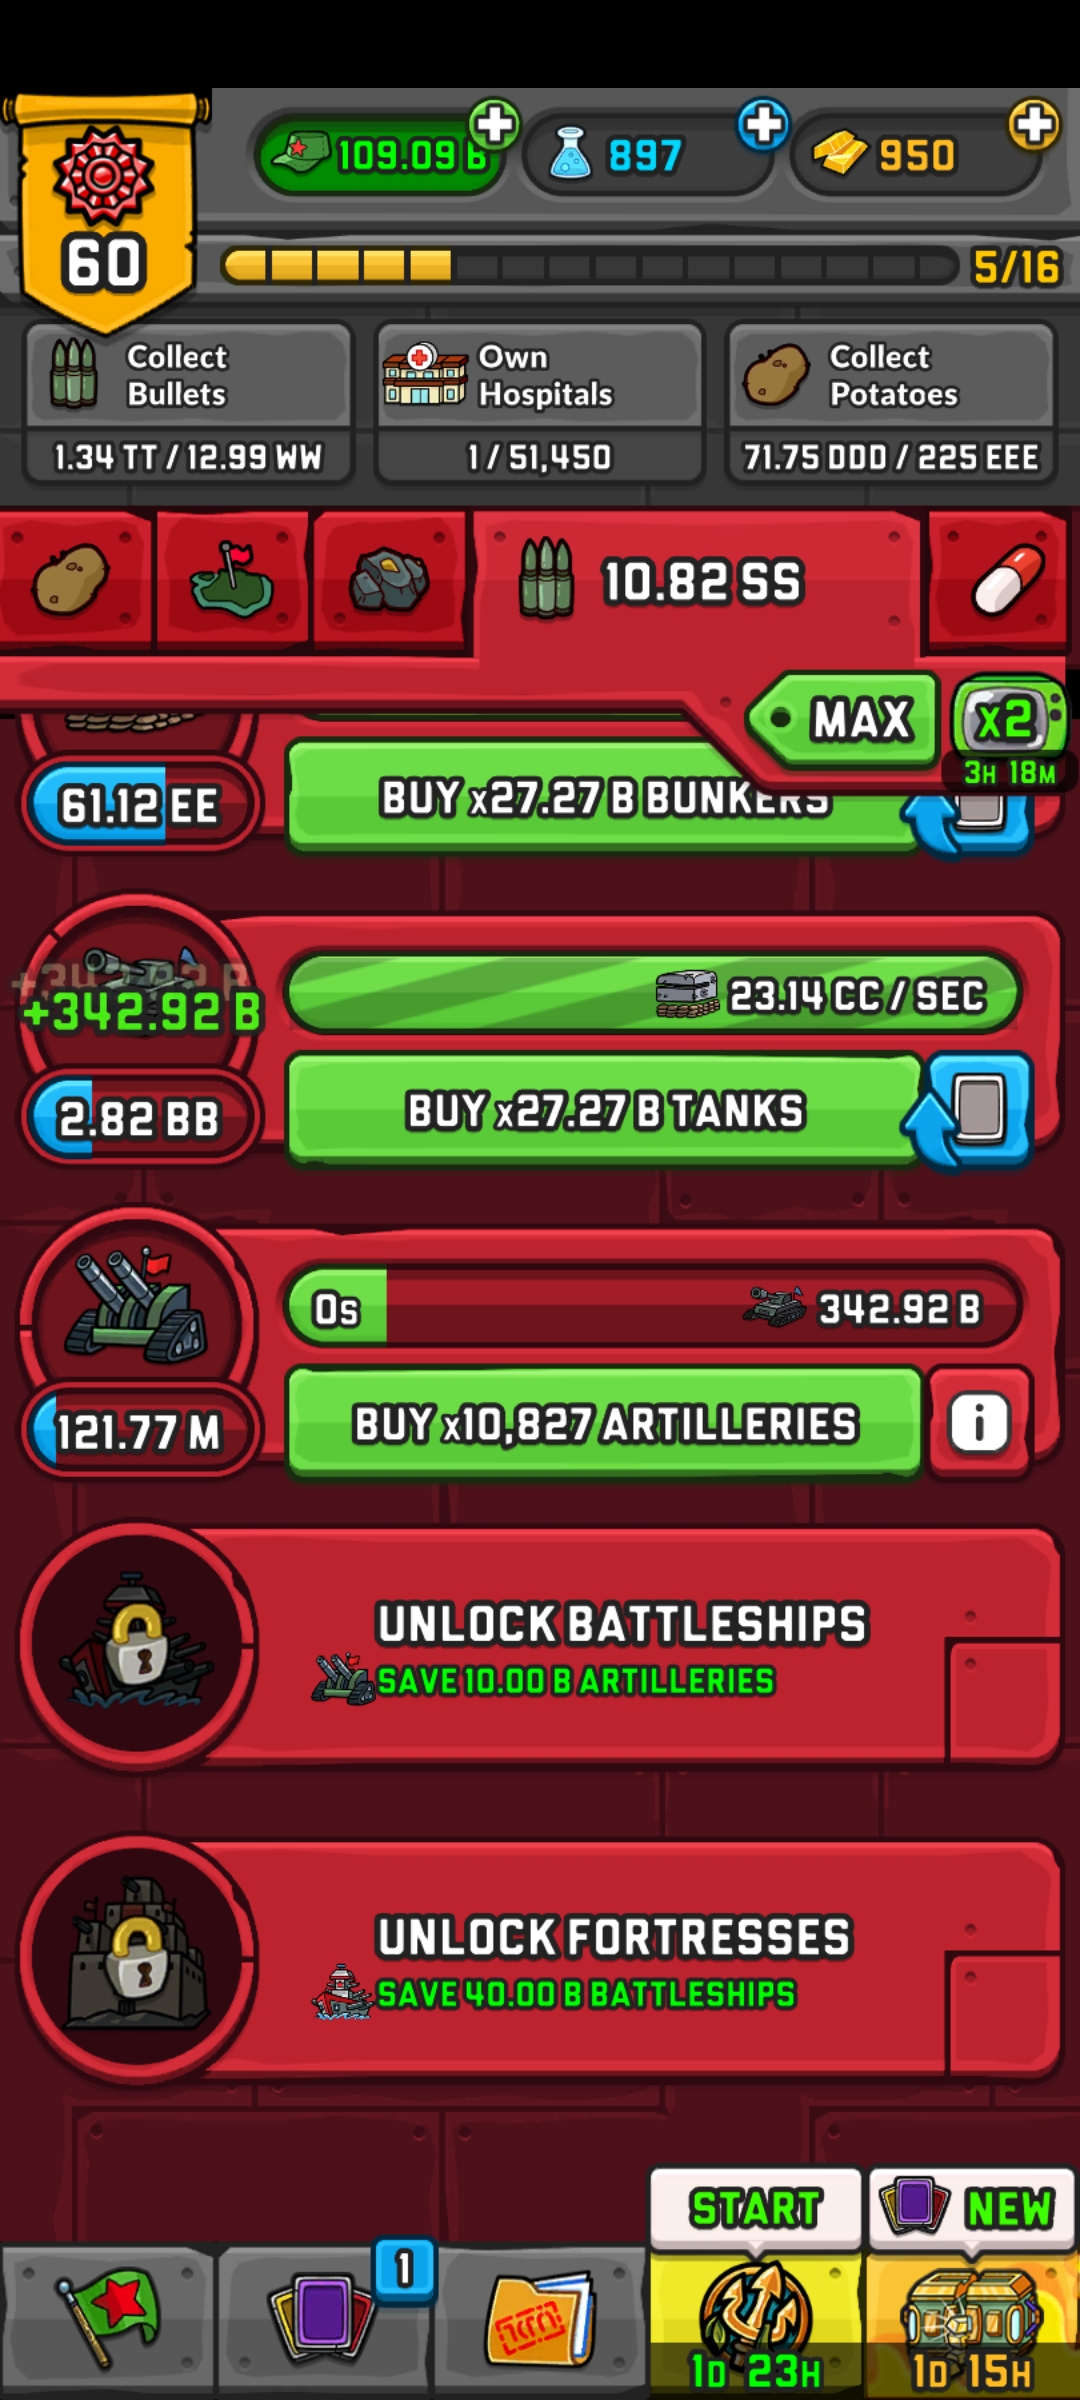 60
109.09 B
897
950
5/16
Collect
Bullets
1.34 TT / 12.99 WW
Own
Hospitals
1 / 51,450
Collect
Potatoes
71.75 DDD / 225 EEE
10.82 SS
MAX
x2
3H 18M
61.12 EE
BUY x27.27 B BUNKERS
+342.92 B
+342.92 B
23.14 CC / SEC
2.82 BB
BUY x27.27 B TANKS
0s
342.92 B
121.77 M
BUY x10,827 ARTILLERIES
i
UNLOCK BATTLESHIPS
SAVE 10.00 B ARTILLERIES
UNLOCK FORTRESSES
SAVE 40.00 B BATTLESHIPS
START
NEW
1
1D 23H
1D 15H